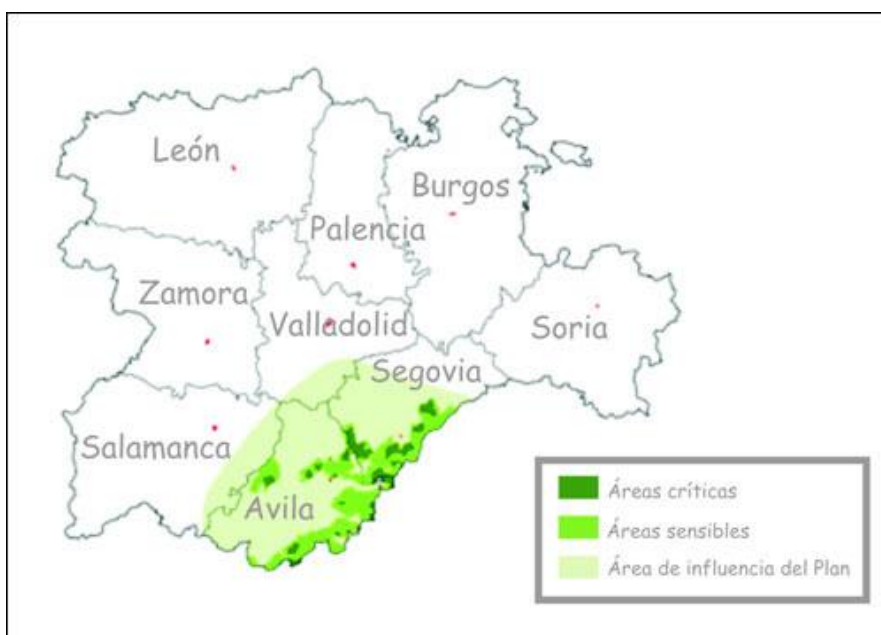 León
Burgos
Palencia
Zamora
Valladolid
Soria
Segovia
Salamanca
Avila
Áreas críticas
Áreas sensibles
Área de influencia del Plan